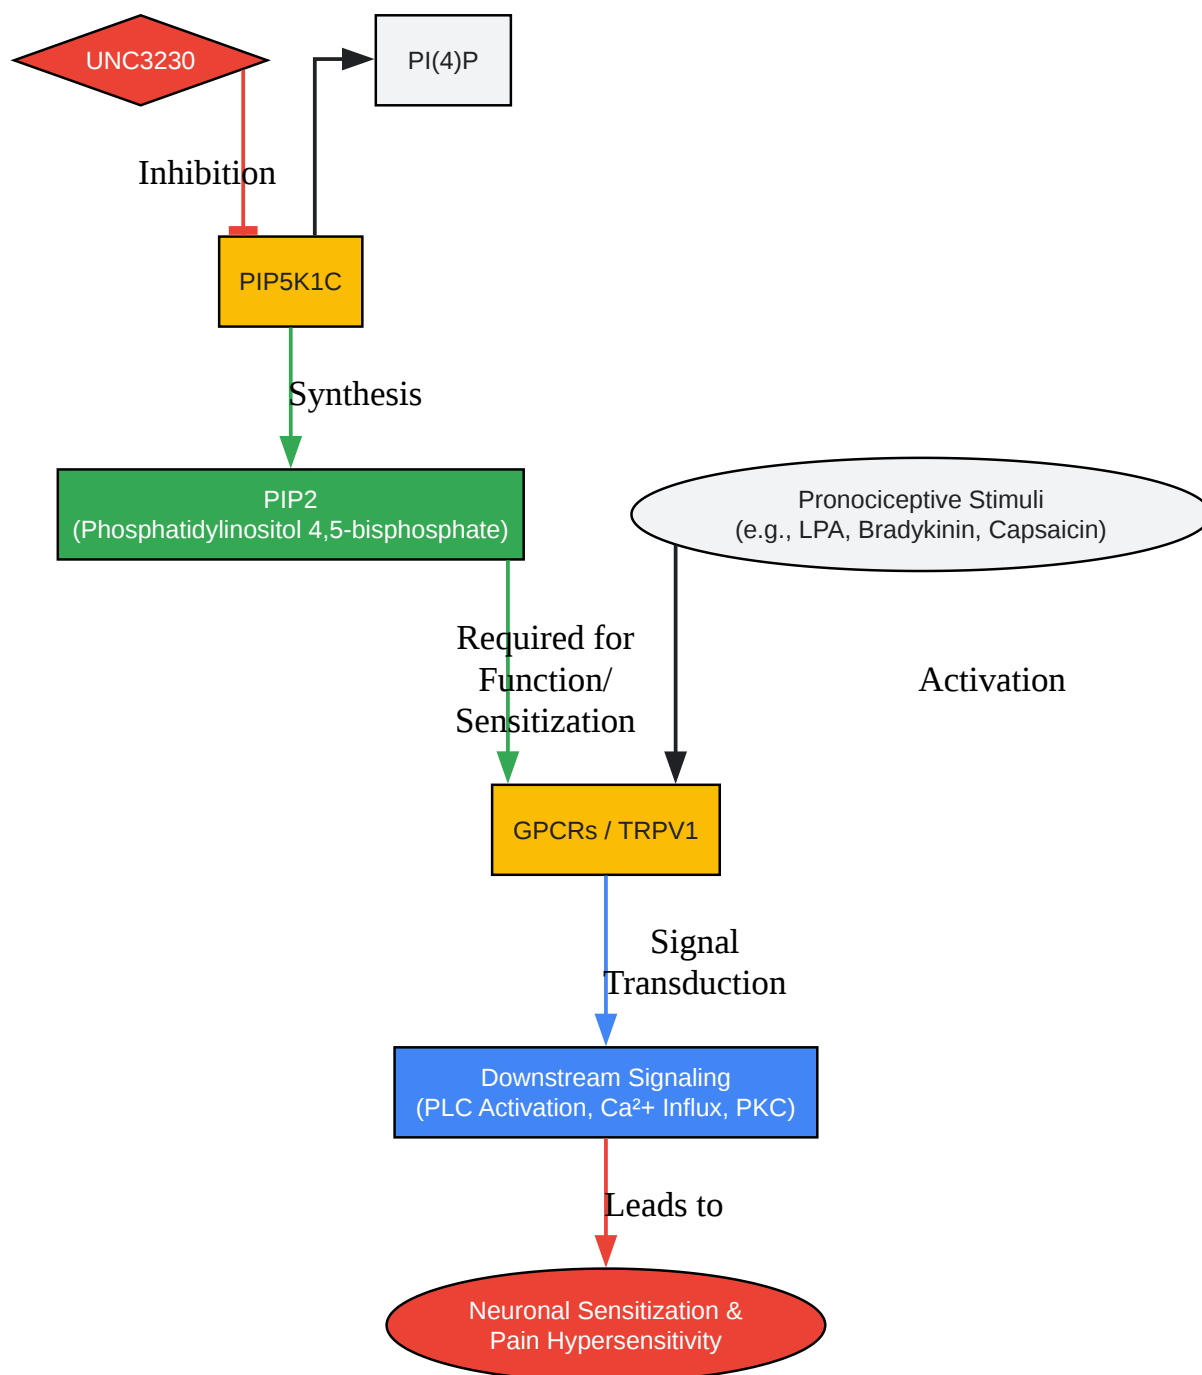 UNC3230
PI(4)P
Inhibition
PIP5K1C
Synthesis
PIP2
(Phosphatidylinositol 4,5-bisphosphate)
Pronociceptive Stimuli
(e.g., LPA, Bradykinin, Capsaicin)
Required for
Function/
Sensitization
Activation
GPCRs / TRPV1
Signal
Transduction
Downstream Signaling
(PLC Activation, Ca²+ Influx, PKC)
Leads to
Neuronal Sensitization &
Pain Hypersensitivity